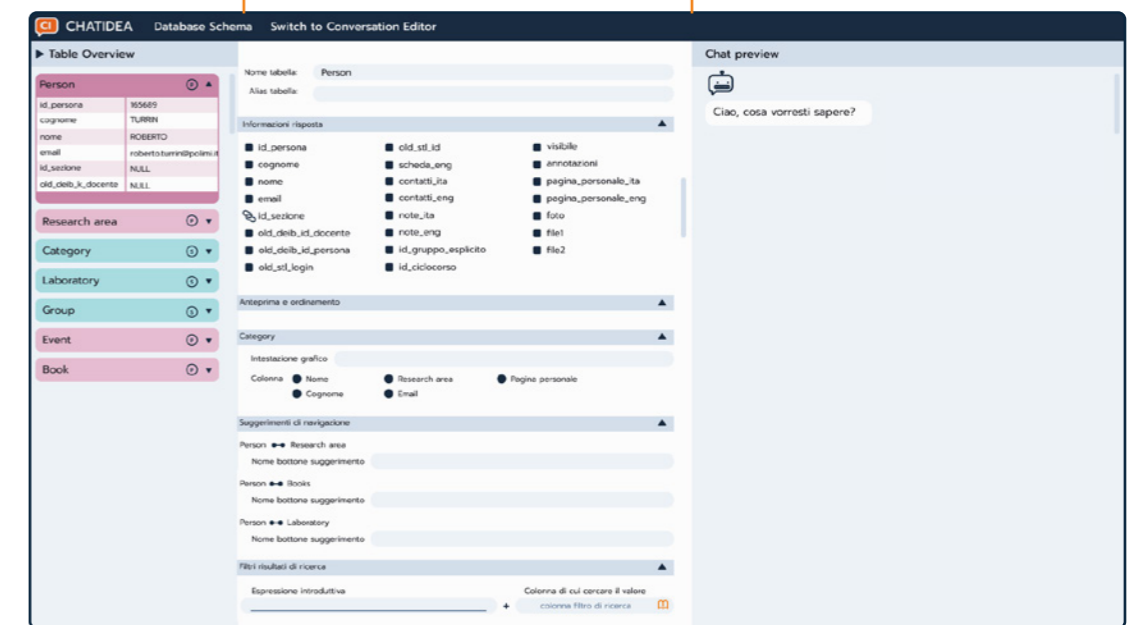 CI CHATIDEA Database Schema Switch to Conversation Editor
Table Overview
Person P
id_persona 165689
cognome TURRIN
nome ROBERTO
email robertoturrin@polimi.it
id_sezione NULL
old_deib_k_docente NULL
Research area P
Category S
Laboratory S
Group S
Event P
Book P
Nome tabella: Person
Alias tabella:
Informazioni risposta
id_persona old_stl_id visibile
cognome scheda_eng annotazioni
nome contatti_ita pagina_personale_ita
email contatti_eng pagina_personale_eng
id_sezione note_ita foto
old_deib_id_docente note_eng file1
old_deib_id_persona id_gruppo_esplicito file2
old_stl_login id_ciclocorso
Anteprima e ordinamento
Category
Intestazione grafico
Colonna Nome Research area Pagina personale
Cognome Email
Suggerimenti di navigazione
Person Research area
Nome bottone suggerimento
Person Books
Nome bottone suggerimento
Person Laboratory
Nome bottone suggerimento
Filtri risultati di ricerca
Espressione introduttiva Colonna di cui cercare il valore
+ colonna filtro di ricerca
Chat preview
Ciao, cosa vorresti sapere?